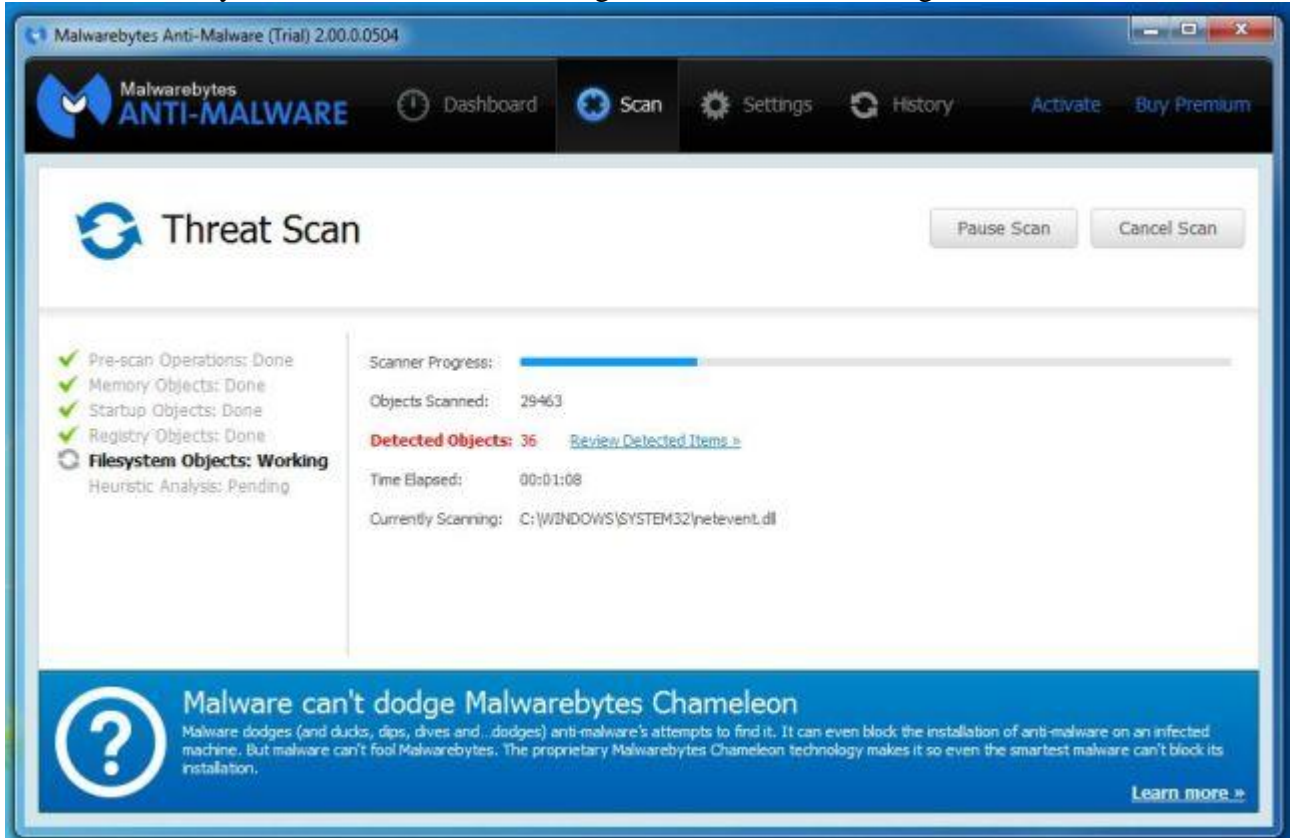 Malwarebytes Anti-Malware (Trial) 2.00.0.0504
Malwarebytes
ANTI-MALWARE
Dashboard
Scan
Settings
History
Activate
Buy Premium
Threat Scan
Pause Scan
Cancel Scan
Pre-scan Operations: Done
Memory Objects: Done
Startup Objects: Done
Registry Objects: Done
Filesystem Objects: Working
Heuristic Analysis: Pending
Scanner Progress:
Objects Scanned: 29463
Detected Objects: 36 Review Detected Items »
Time Elapsed: 00:01:08
Currently Scanning: C:\WINDOWS\SYSTEM32\netevent.dll
Malware can't dodge Malwarebytes Chameleon
Malware dodges (and ducks, dips, dives and...dodges) anti-malware's attempts to find it. It can even block the installation of anti-malware on an infected
machine. But malware can't fool Malwarebytes. The proprietary Malwarebytes Chameleon technology makes it so even the smartest malware can't block its
installation.
Learn more »